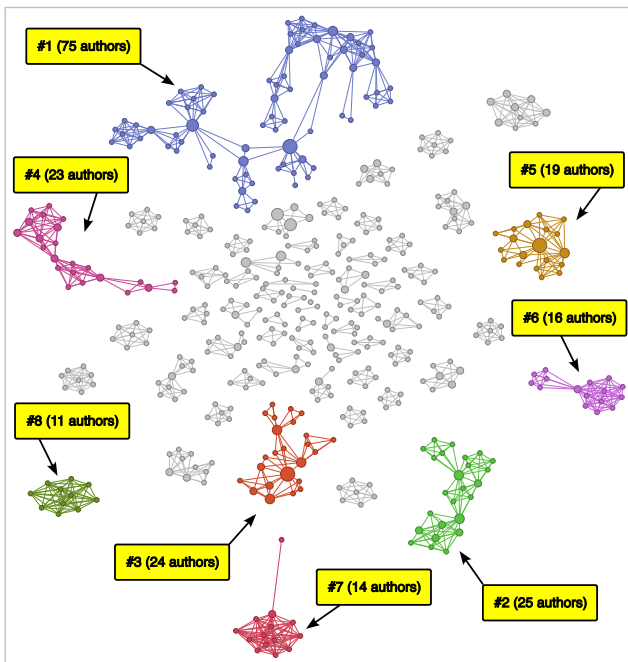 #1 (75 authors)
#4 (23 authors)
#5 (19 authors)
#6 (16 authors)
#8 (11 authors)
#3 (24 authors)
#7 (14 authors)
#2 (25 authors)